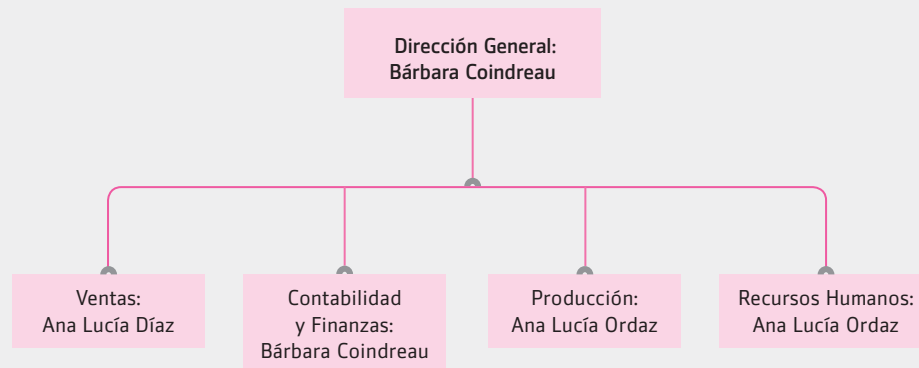 Dirección General:
Bárbara Coindreau
Ventas:
Ana Lucía Díaz
Contabilidad
y Finanzas:
Bárbara Coindreau
Producción:
Ana Lucía Ordaz
Recursos Humanos:
Ana Lucía Ordaz